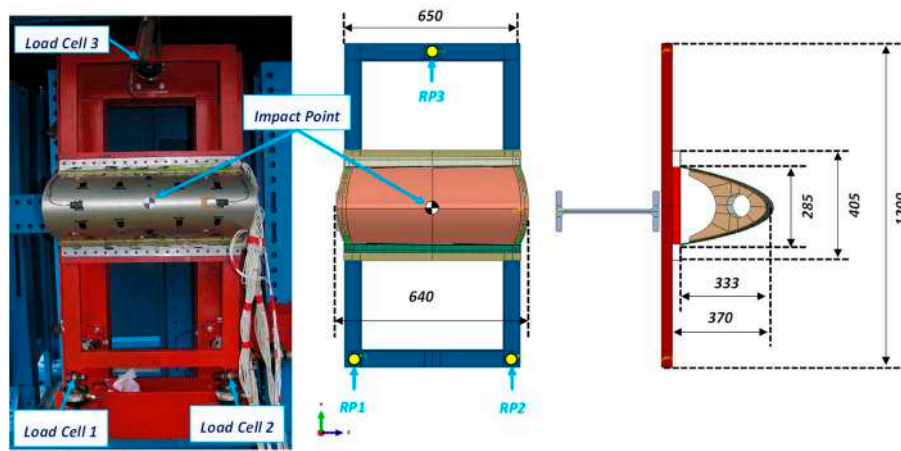 Load Cell 3
Impact Point
Load Cell 1
Load Cell 2
650
RP3
640
RP1
RP2
Y
Z
285
405
1200
333
370